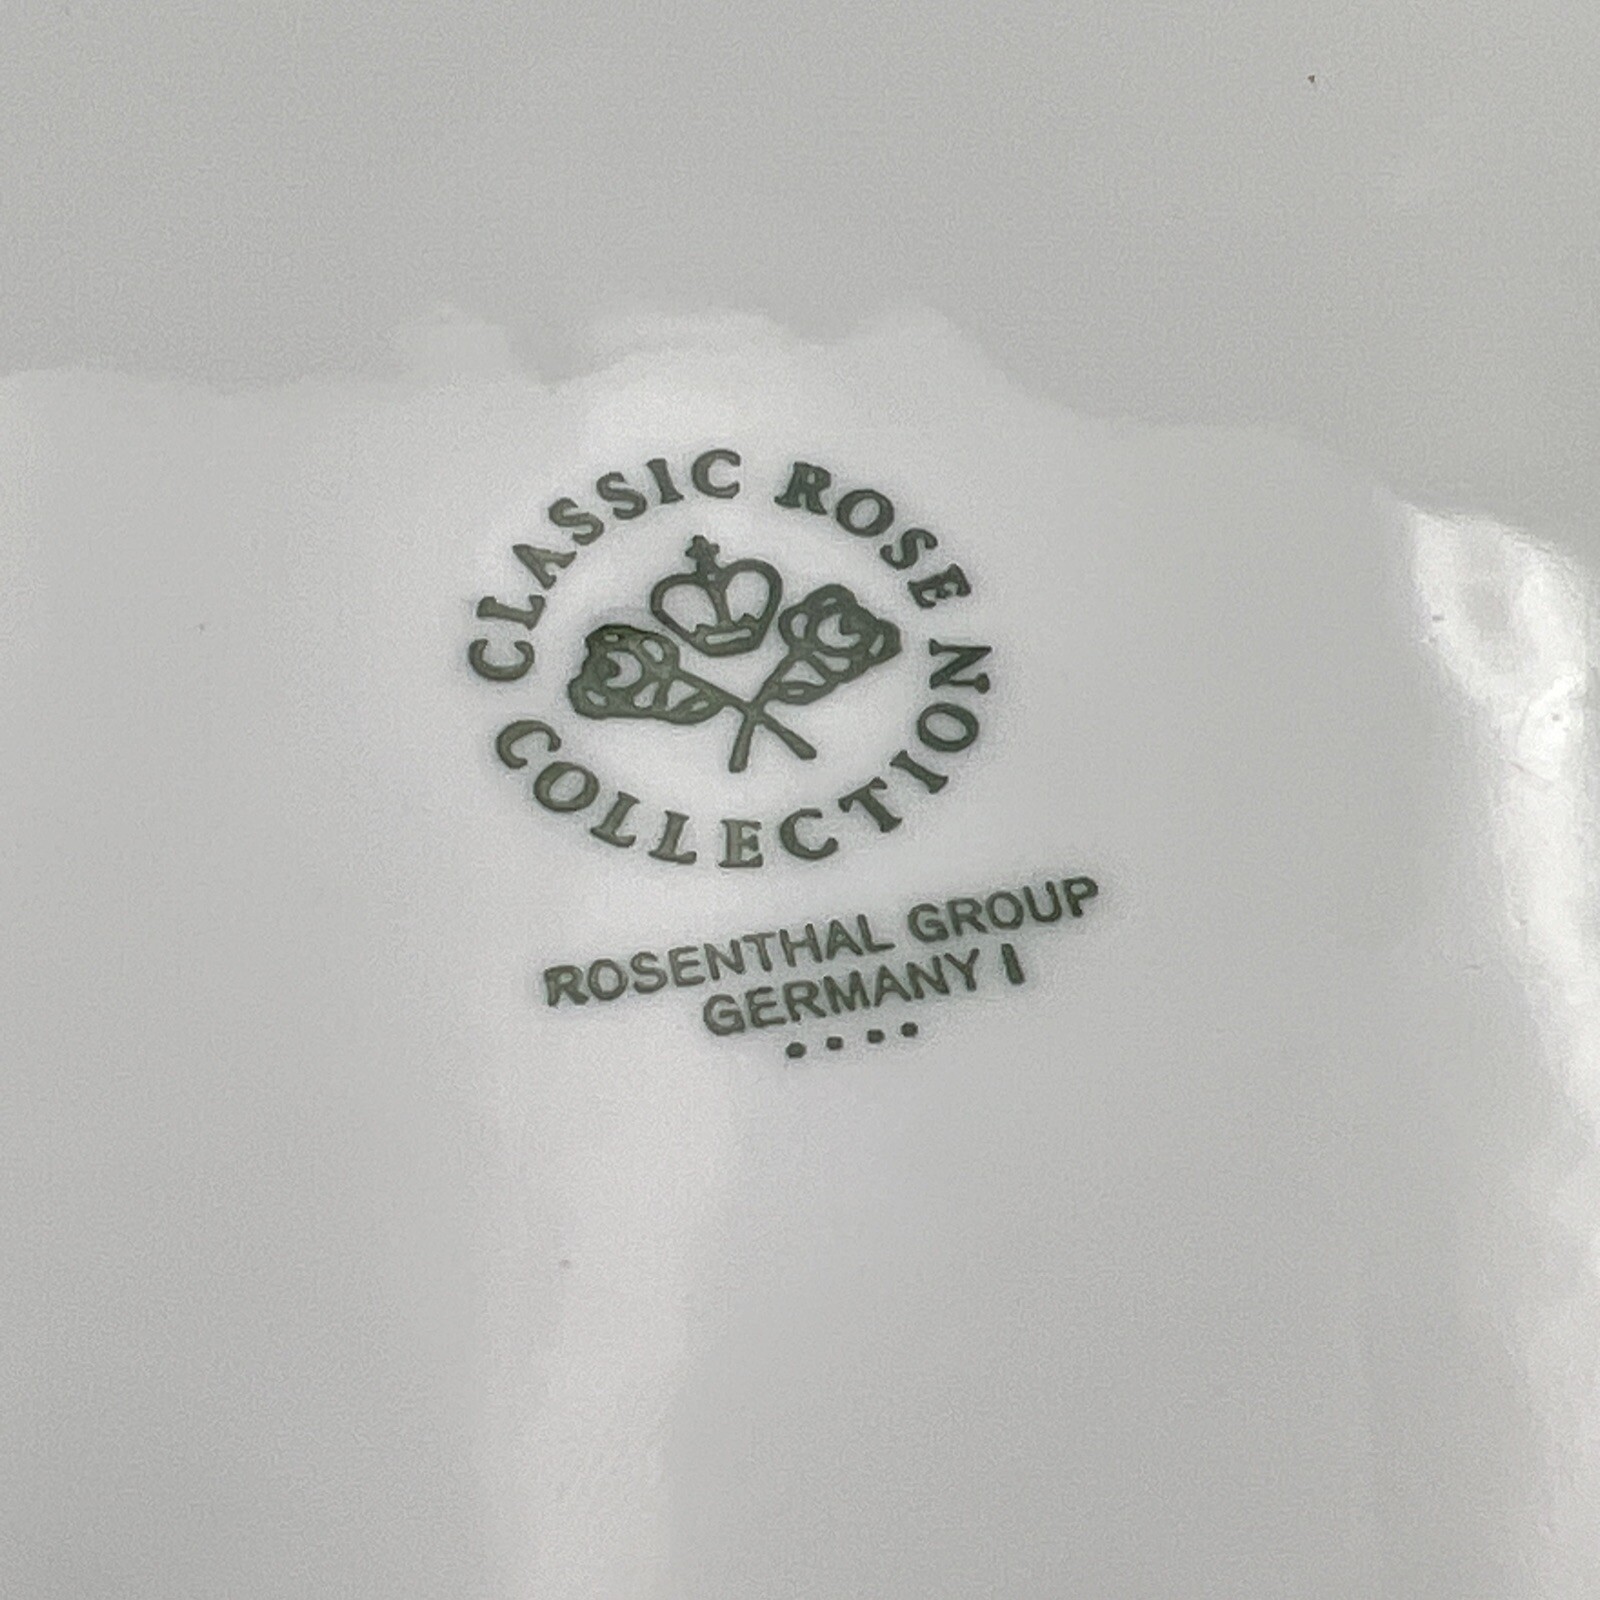 CLASSIC ROSE
COLLECTION
ROSENTHAL GROUP
GERMANY I